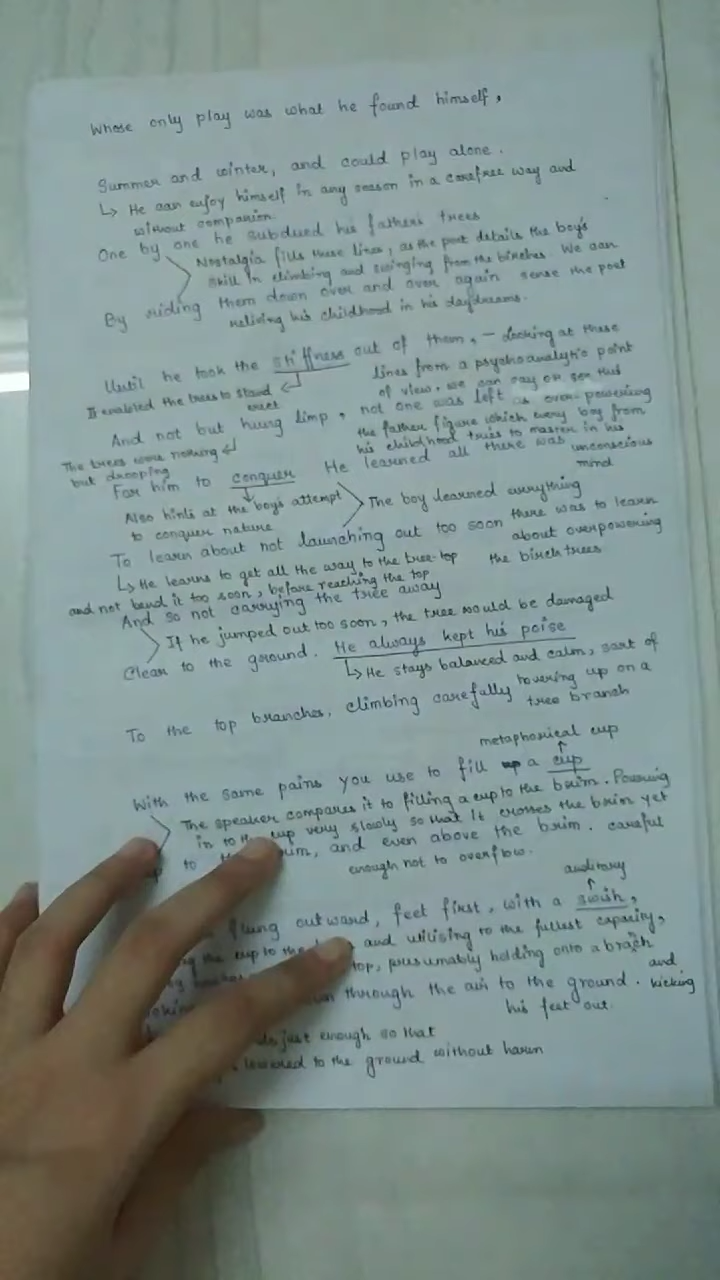 Whose only play was what he found himself,
Summer and winter, and could play alone.
↳ He can enjoy himself in any season in a carefree way and
without companion.
One by one he subdued his fathers trees
Nostalgia fills these lines, as the poet details the boy's
skill in climbing and swinging from the birches. We can
By riding them down over and over again sense the poet
reliving his childhood in his daydreams.
Until he took the stiffness out of them, — Looking at these
It enabled the trees to stand erect
lines from a psychoanalytic point
of view, we can say or see this
And not but hung limp, not one was left as over-powering
the father figure which every boy from
The trees were nothing
but drooping
his childhood tries to master in his
unconscious
mind
For him to conquer He learned all there was
Also hints at the boy's attempt
to conquer nature
The boy learned everything
there was to learn
about overpowering
the birch trees
To learn about not launching out too soon
↳ He learns to get all the way to the tree-top
and not bend it too soon, before reaching the top
And so not carrying the tree away
If he jumped out too soon, the tree would be damaged
Clear to the ground. He always kept his poise
↳ He stays balanced and calm, sort of
hovering up on a
tree branch
To the top branches, climbing carefully
metaphorical cup
With the same pains you use to fill a cup
The speaker compares it to filling a cup to the brim. Pouring
in to the cup very slowly so that it crosses the brim yet
up to the brim, and even above the brim. careful
enough not to overflow.
auditory
flung outward, feet first, with a swish,
the cup to the and utilising to the fullest capacity,
top, presumably holding onto a branch
and
kicking
his feet out.
through the air to the ground.
just enough so that
lowered to the ground without harm